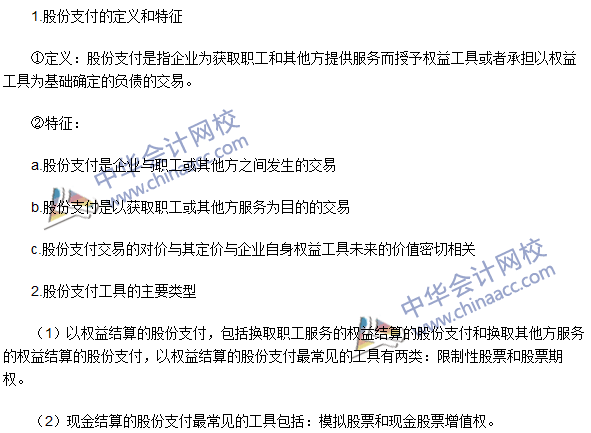 1.股份支付的定义和特征
①定义：股份支付是指企业为获取职工和其他方提供服务而授予权益工具或者承担以权益
工具为基础确定的负债的交易。
②特征：
a.股份支付是企业与职工或其他方之间发生的交易
b.股份支付是以获取职工或其他方服务为目的的交易
c.股份支付交易的对价与其定价与企业自身权益工具未来的价值密切相关
2.股份支付工具的主要类型
（1）以权益结算的股份支付，包括换取职工服务的权益结算的股份支付和换取其他方服务
的权益结算的股份支付，以权益结算的股份支付最常见的工具有两类：限制性股票和股票期
权。
（2）现金结算的股份支付最常见的工具包括：模拟股票和现金股票增值权。
中华会计网校
www.chinaacc.com
中华会计网校
www.chinaacc.com